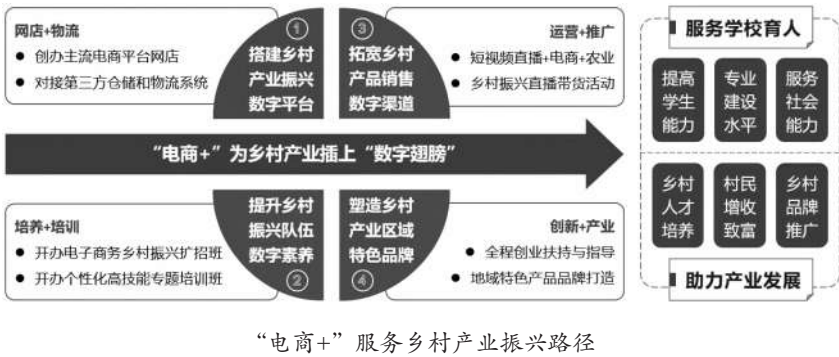 网店+物流
● 创办主流电商平台网店
● 对接第三方仓储和物流系统
①
搭建乡村
产业振兴
数字平台
③
拓宽乡村
产品销售
数字渠道
运营+推广
● 短视频直播+电商+农业
● 乡村振兴直播带货活动
“电商+”为乡村产业插上“数字翅膀”
培养+培训
● 开办电子商务乡村振兴扩招班
● 开办个性化高技能专题培训班
提升乡村
振兴队伍
数字素养
②
塑造乡村
产业区域
特色品牌
④
创新+产业
● 全程创业扶持与指导
● 地域特色产品品牌打造
服务学校育人
提高
学生
能力
专业
建设
水平
服务
社会
能力
乡村
人才
培养
村民
增收
致富
乡村
品牌
推广
助力产业发展
“电商+”服务乡村产业振兴路径